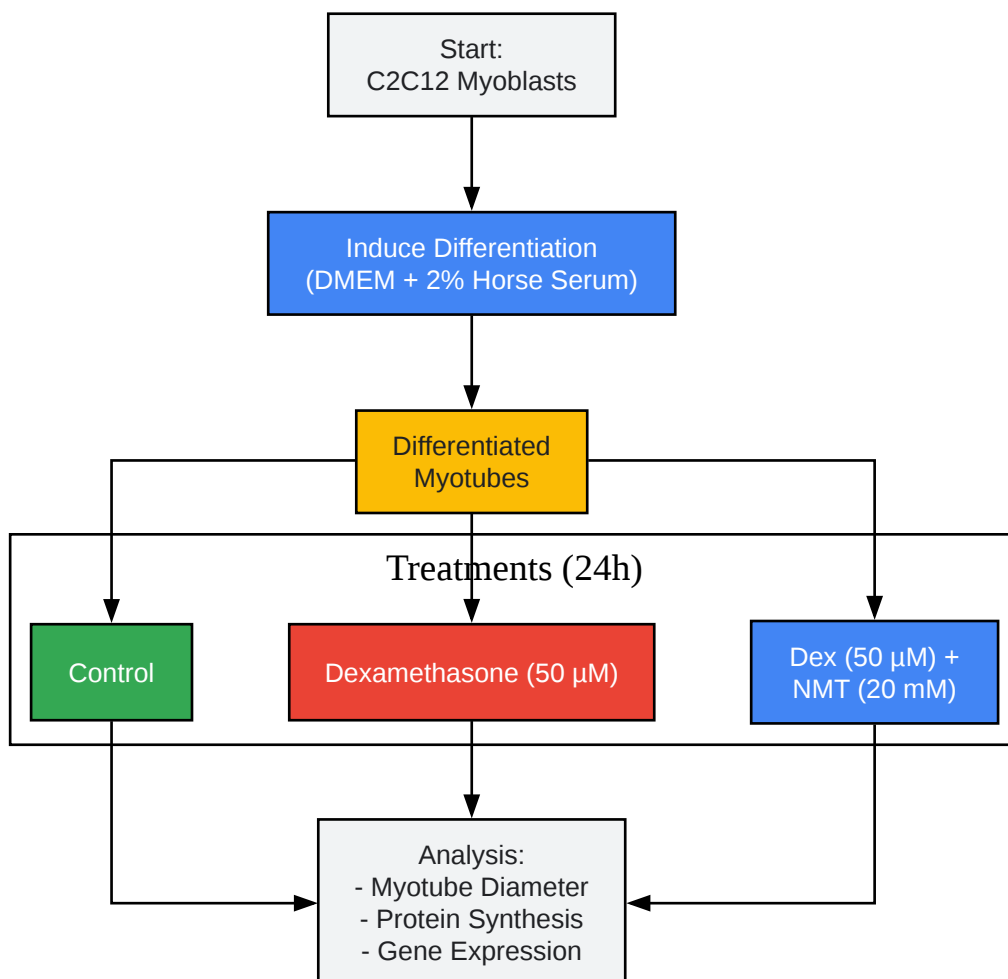 Start:
C2C12 Myoblasts
Induce Differentiation
(DMEM + 2% Horse Serum)
Differentiated
Myotubes
Treatments (24h)
Control
Dexamethasone (50 µM)
Dex (50 µM) +
NMT (20 mM)
Analysis:
- Myotube Diameter
- Protein Synthesis
- Gene Expression